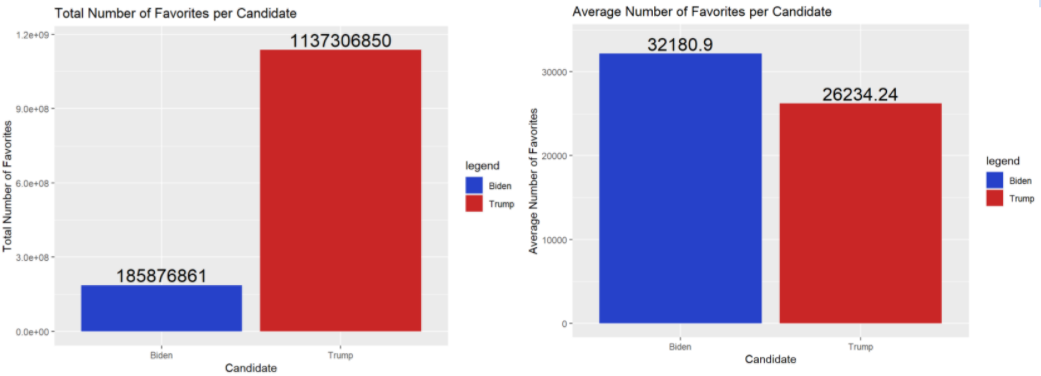 Total Number of Favorites per Candidate
1.2e+09
9.0e+08
6.0e+08
3.0e+08
0.0e+00
Total Number of Favorites
1137306850
185876861
Biden
Trump
Candidate
legend
Biden
Trump
Average Number of Favorites per Candidate
30000
20000
10000
0
Average Number of Favorites
32180.9
26234.24
Biden
Trump
Candidate
legend
Biden
Trump